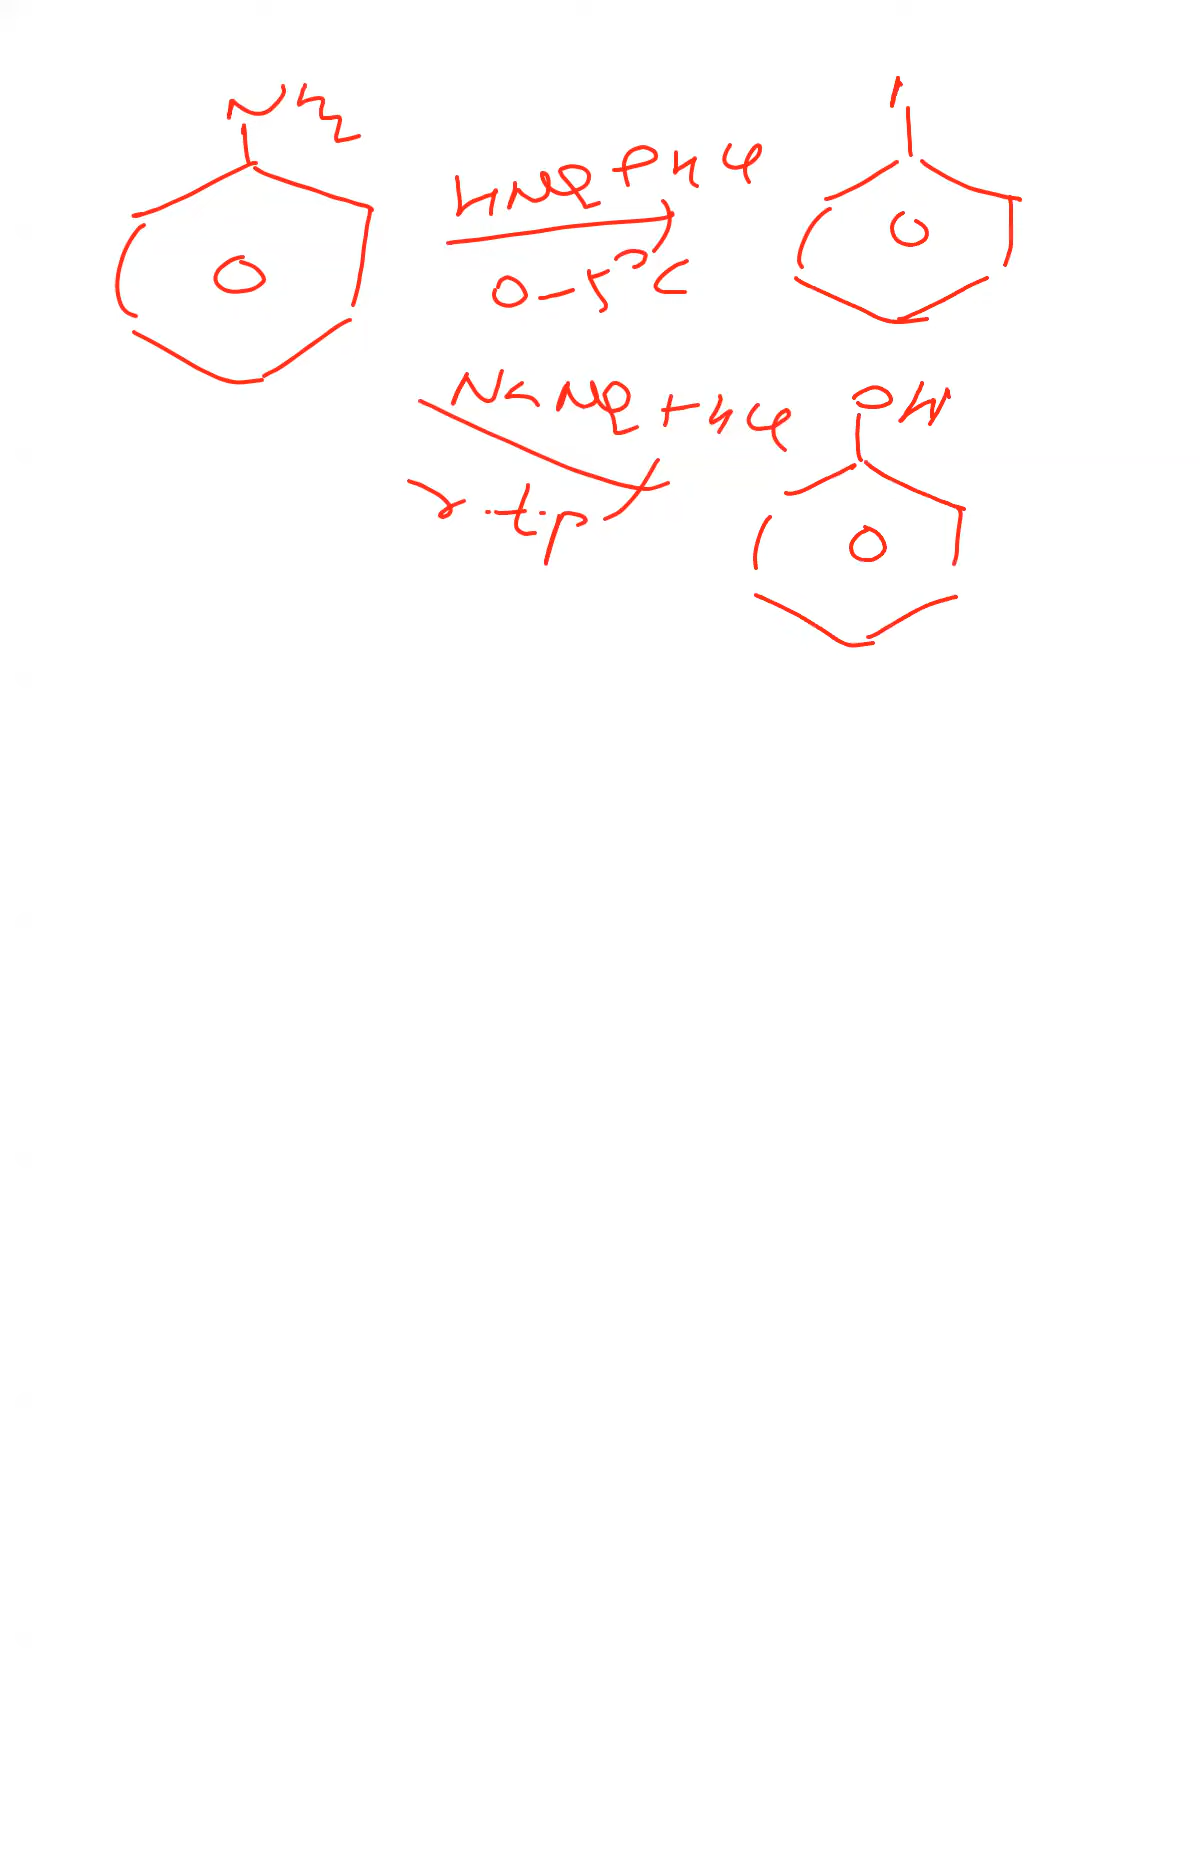 NH2
HNO2 + HCl
0-5°C
NaNO2 + HCl
OH
r.t.p